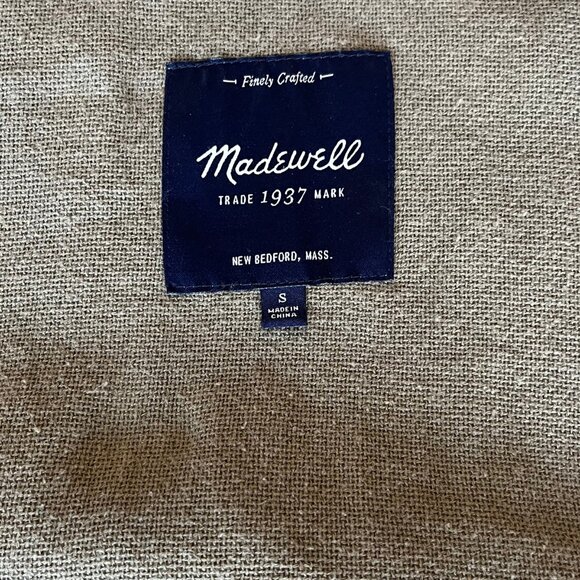 Finely Crafted
Madewell
TRADE 1937 MARK
NEW BEDFORD, MASS.
S
MADE IN
CHINA